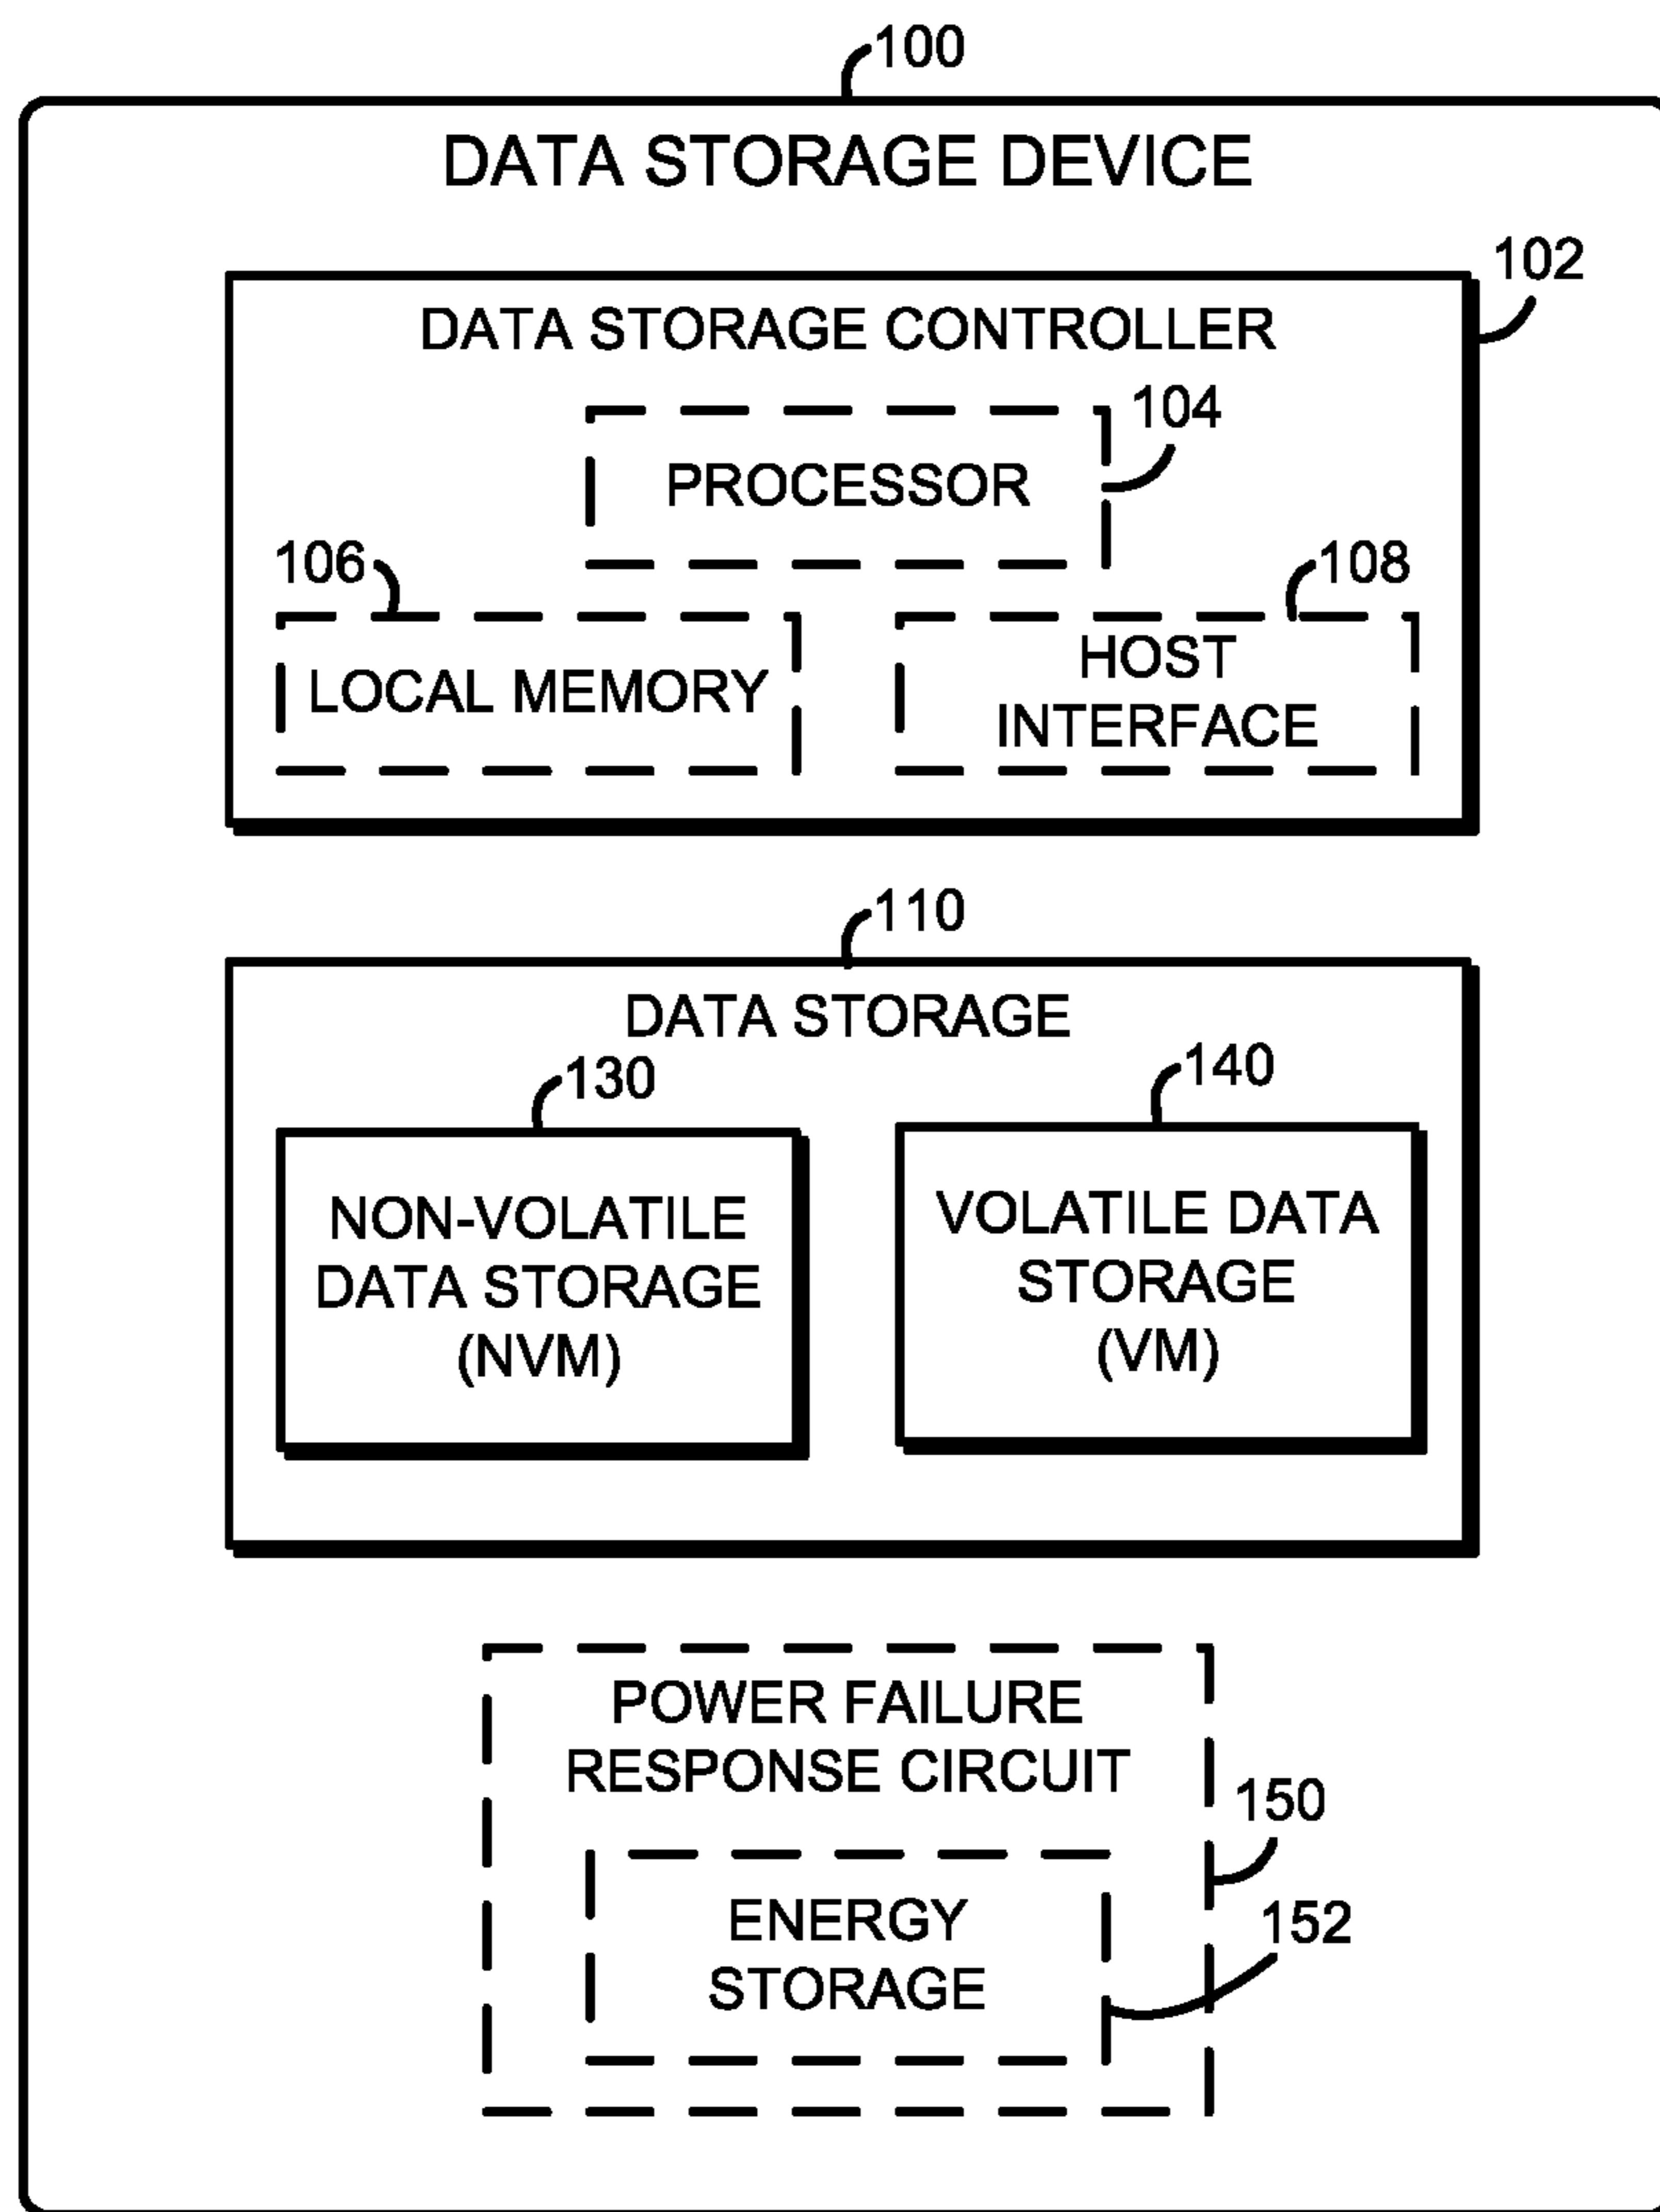 100
DATA STORAGE DEVICE
102
DATA STORAGE CONTROLLER
104
PROCESSOR
106
108
LOCAL MEMORY
HOST
INTERFACE
110
DATA STORAGE
130
140
NON-VOLATILE
DATA STORAGE
(NVM)
VOLATILE DATA
STORAGE
(VM)
POWER FAILURE
RESPONSE CIRCUIT
150
ENERGY
STORAGE
152